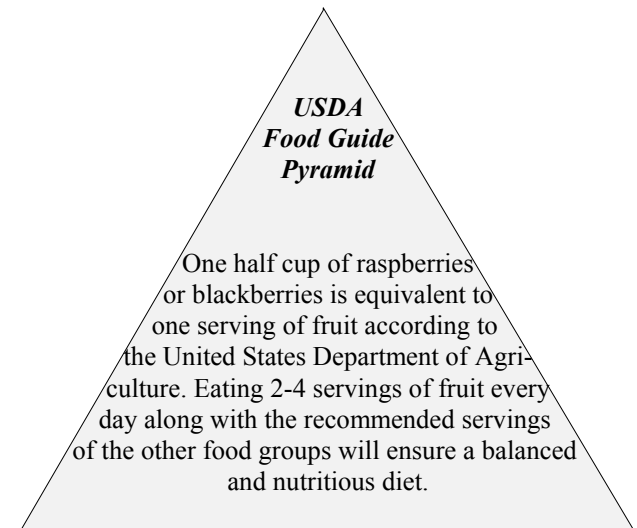 USDA
Food Guide
Pyramid
One half cup of raspberries
or blackberries is equivalent to
one serving of fruit according to
the United States Department of Agri-
culture. Eating 2-4 servings of fruit every
day along with the recommended servings
of the other food groups will ensure a balanced
and nutritious diet.